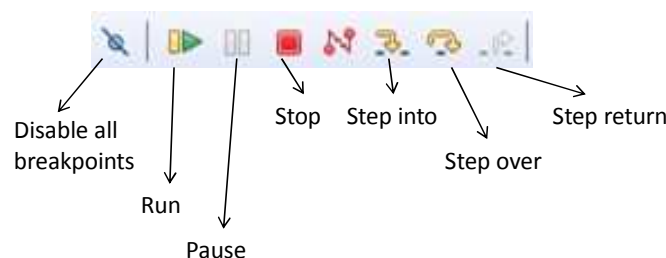 Stop
Step into
Step return
Disable all
breakpoints
Step over
Run
Pause